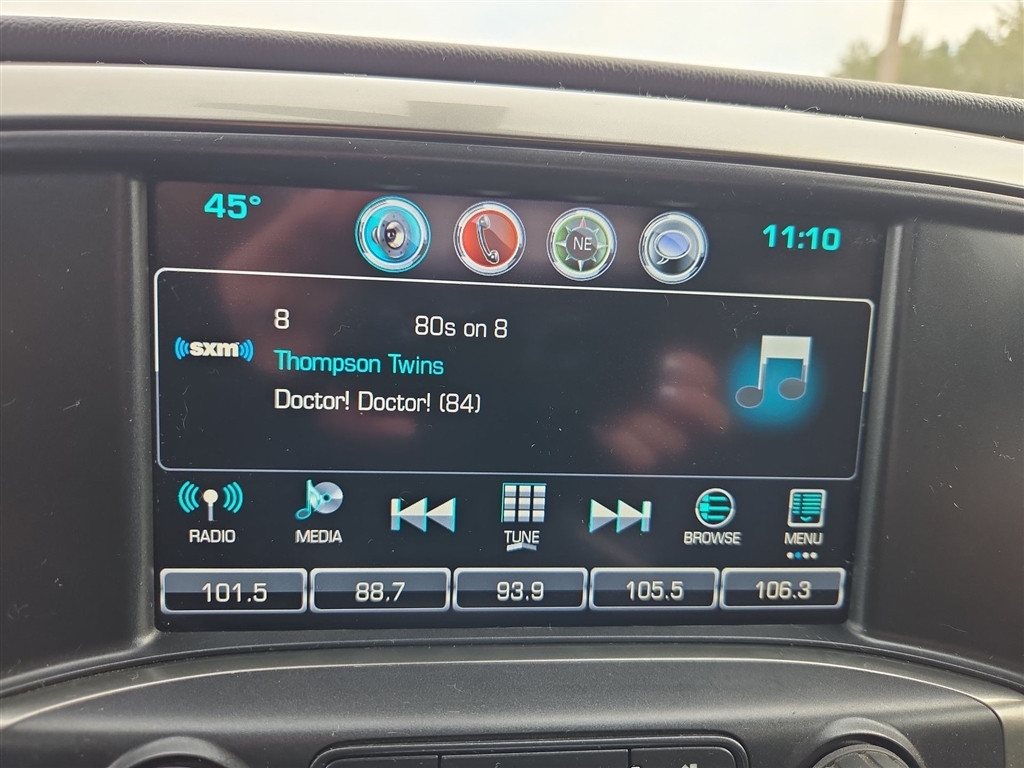 45°
NE
11:10
8 80s on 8
sxm
Thompson Twins
Doctor! Doctor! (84)
RADIO MEDIA TUNE BROWSE MENU
101.5 88.7 93.9 105.5 106.3